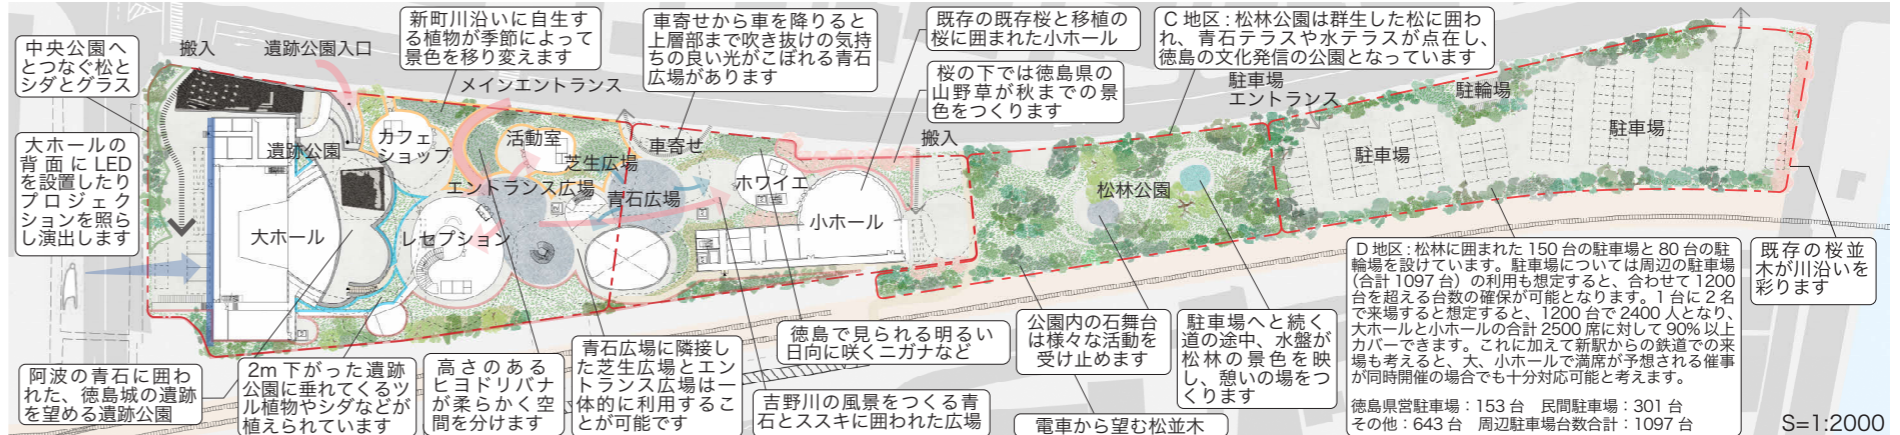 中央公園へ
とつなぐ松と
シダとグラス
大ホールの
背面に LED
を設置したり
プロジェク
ションを照ら
し演出します
阿波の青石に囲わ
れた、徳島城の遺跡
を望める遺跡公園
搬入
遺跡公園入口
新町川沿いに自生す
る植物が季節によって
景色を移り変えます
メインエントランス
車寄せから車を降りると
上層部まで吹き抜けの気持
ちの良い光がこぼれる青石
広場があります
既存の既存桜と移植の
桜に囲まれた小ホール
桜の下では徳島県の
山野草が秋までの景
色をつくります
搬入
C 地区：松林公園は群生した松に囲わ
れ、青石テラスや水テラスが点在し、
徳島の文化発信の公園となっています
駐車場
エントランス
駐輪場
駐車場
駐車場
遺跡公園
カフェ
ショップ
活動室
芝生広場
車寄せ
エントランス広場
青石広場
ホワイエ
小ホール
大ホール
レセプション
松林公園
2m 下がった遺跡
公園に垂れてくるツ
ル植物やシダなどが
植えられています
高さのある
ヒヨドリバナ
が柔らかく空
間を分けます
青石広場に隣接し
た芝生広場とエン
トランス広場は一
体的に利用するこ
とが可能です
徳島で見られる明るい
日向に咲くニガナなど
吉野川の風景をつくる青
石とススキに囲われた広場
公園内の石舞台
は様々な活動を
受け止めます
電車から望む松並木
駐車場へと続く
道の途中、水盤が
松林の景色を映
し、憩いの場をつ
くります
D 地区：松林に囲まれた 150 台の駐車場と 80 台の駐
輪場を設けています。駐車場については周辺の駐車場
（合計 1097 台）の利用も想定すると、合わせて 1200
台を超える台数の確保が可能となります。1 台に 2 名
で来場すると想定すると、1200 台で 2400 人となり、
大ホールと小ホールの合計 2500 席に対して 90% 以上
カバーできます。これに加えて新駅からの鉄道での来
場も考えると、大、小ホールで満席が予想される催事
が同時開催の場合でも十分対応可能と考えます。
徳島県営駐車場：153 台　民間駐車場：301 台
その他：643 台　周辺駐車場台数合計：1097 台
既存の桜並
木が川沿いを
彩ります
S=1:2000